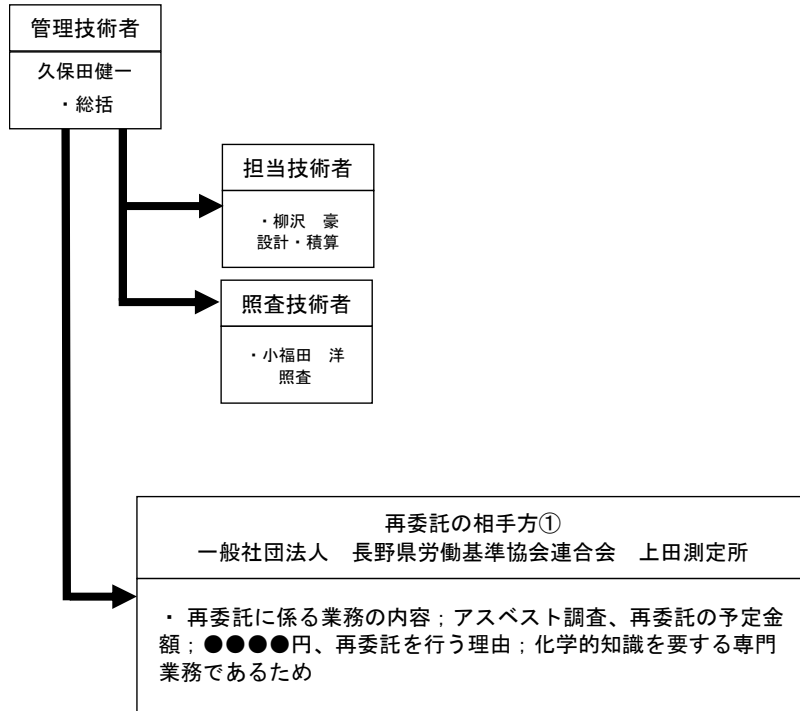 管理技術者
久保田健一
・総括
担当技術者
・柳沢　豪
設計・積算
照査技術者
・小福田　洋
照査
再委託の相手方①
一般社団法人　長野県労働基準協会連合会　上田測定所
・ 再委託に係る業務の内容；アスベスト調査、再委託の予定金
額；●●●●円、再委託を行う理由；化学的知識を要する専門
業務であるため